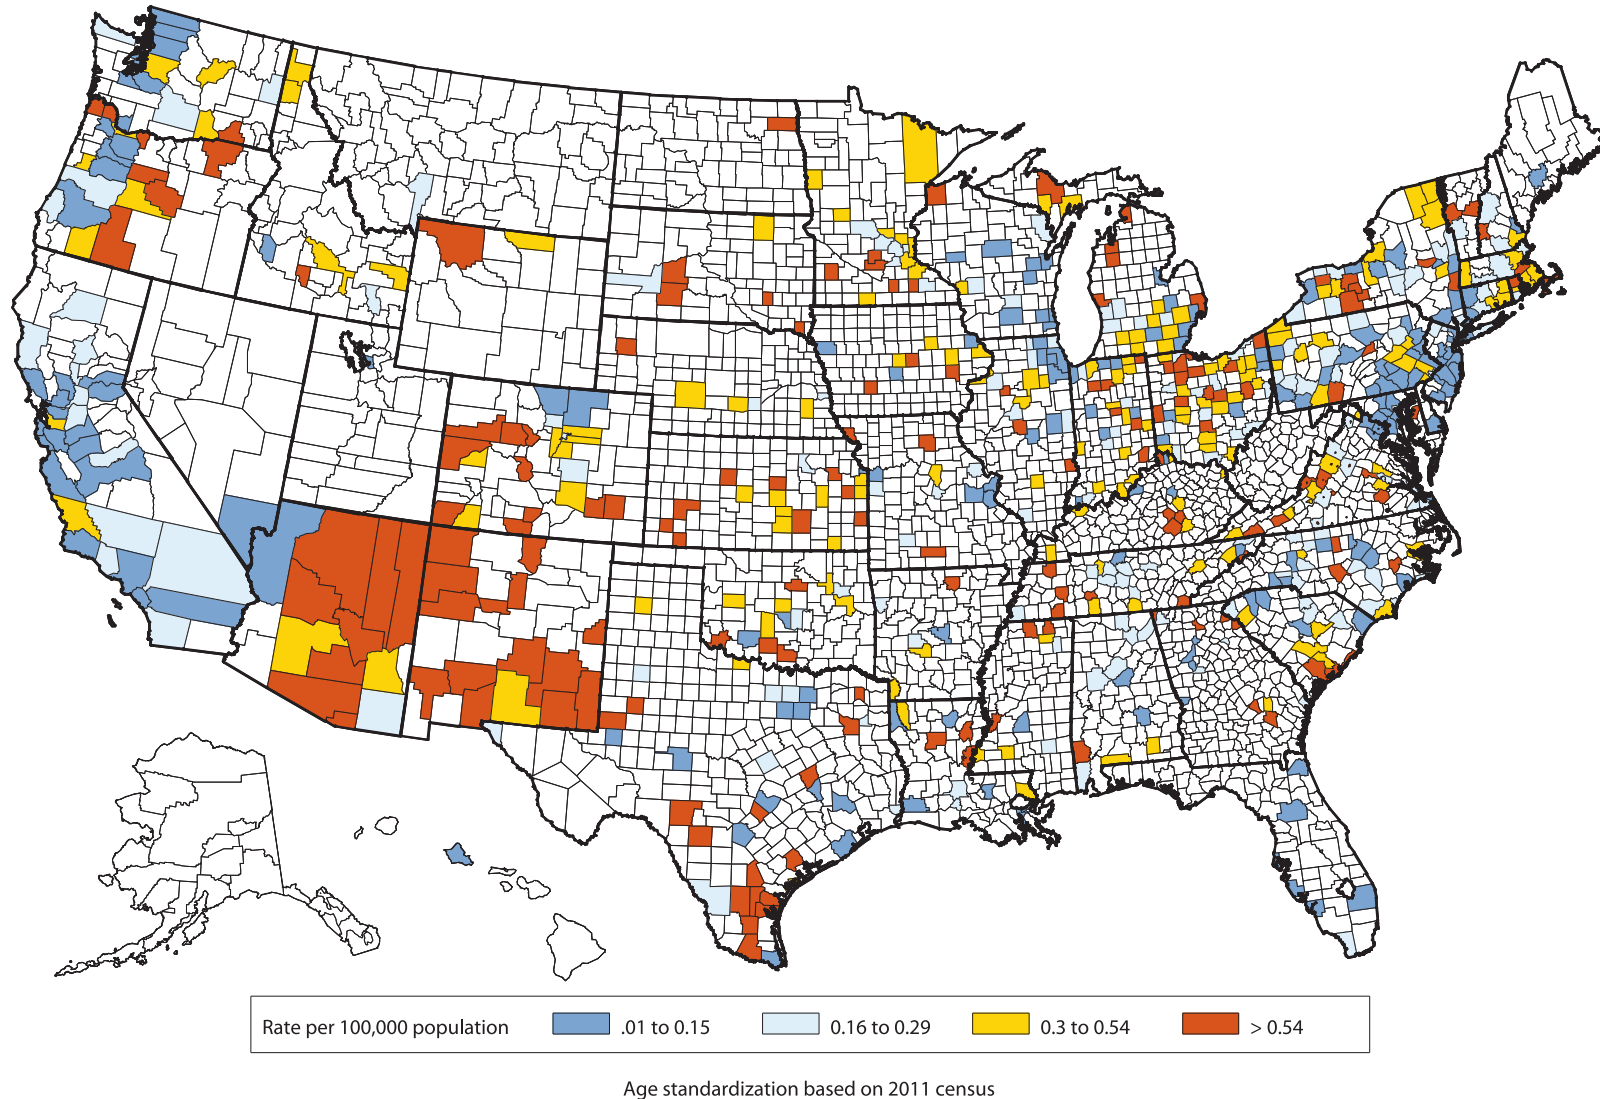 Rate per 100,000 population .01 to 0.15 0.16 to 0.29 0.3 to 0.54 > 0.54
Age standardization based on 2011 census